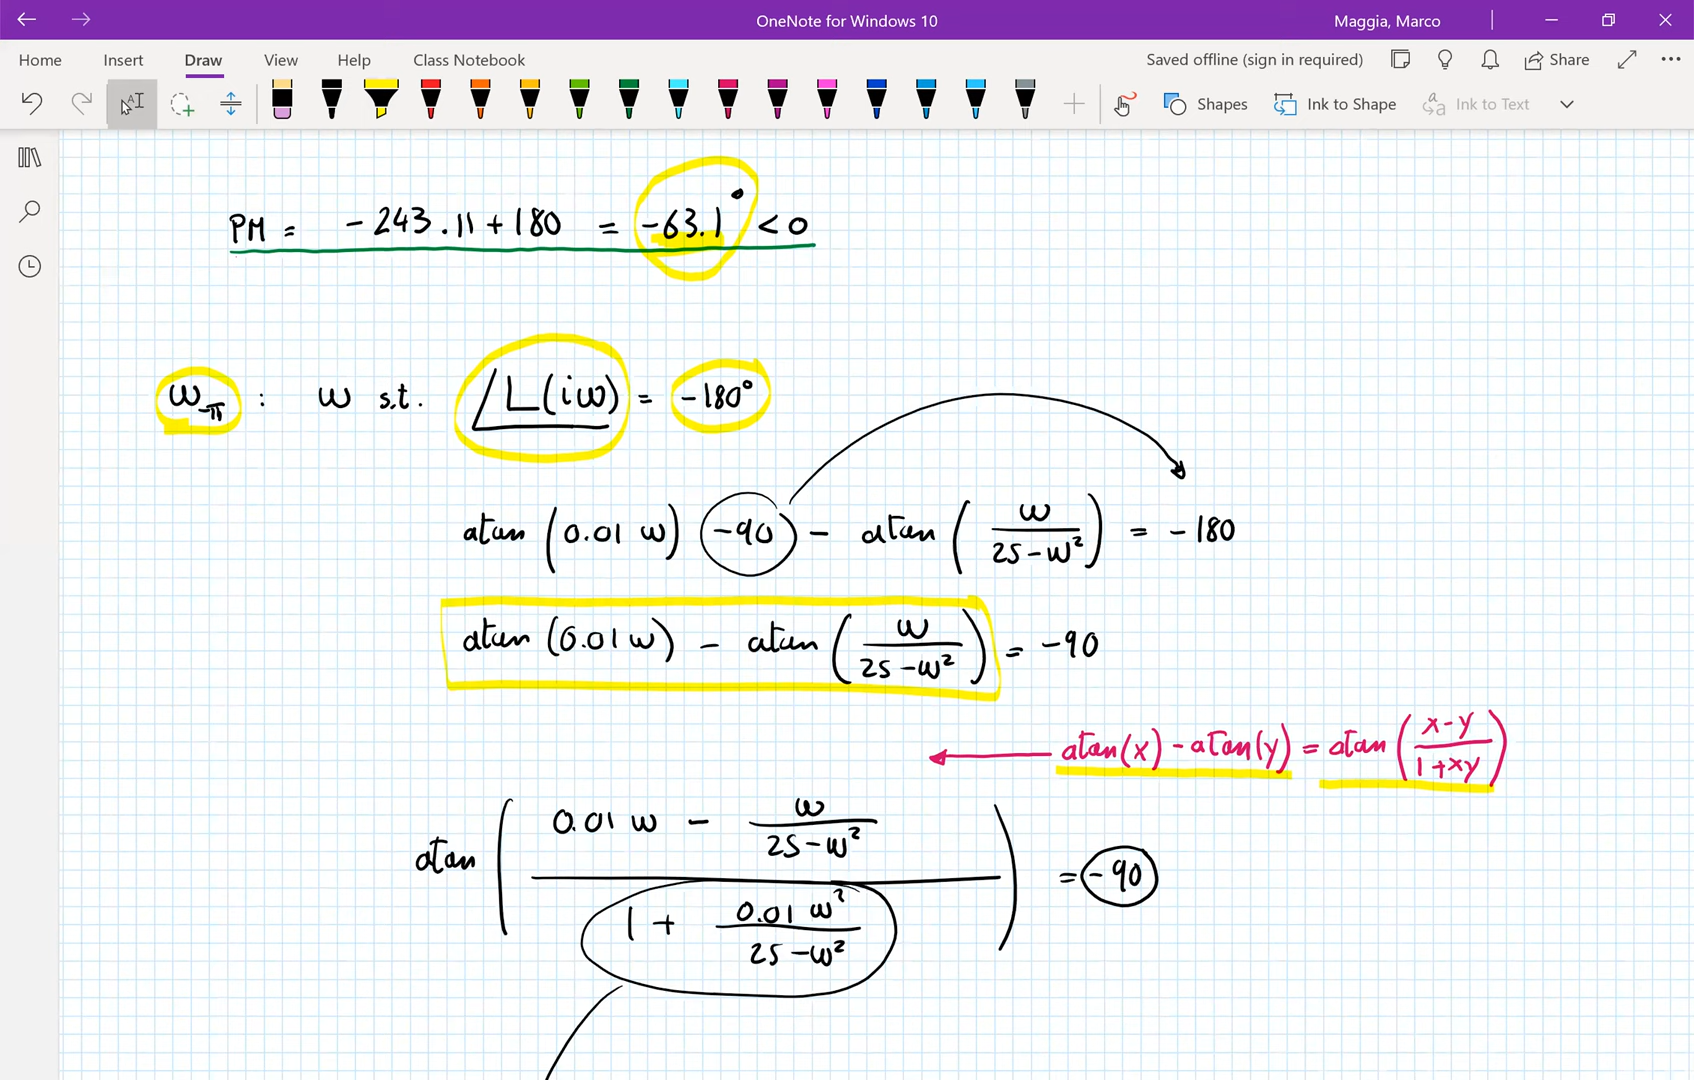 OneNote for Windows 10
Maggia, Marco
Home Insert Draw View Help Class Notebook
Saved offline (sign in required) Share
Shapes Ink to Shape Ink to Text
PM = -243.11 + 180 = -63.1° < 0
ω-π : ω s.t. ∠L(iω) = -180°
atan (0.01 ω) -90 - atan (ω / 25-ω²) = -180
atan (0.01 ω) - atan (ω / 25-ω²) = -90
atan(x) - atan(y) = atan (x-y / 1+xy)
atan (0.01 ω - ω / 25-ω² / 1 + 0.01 ω² / 25-ω²) = -90